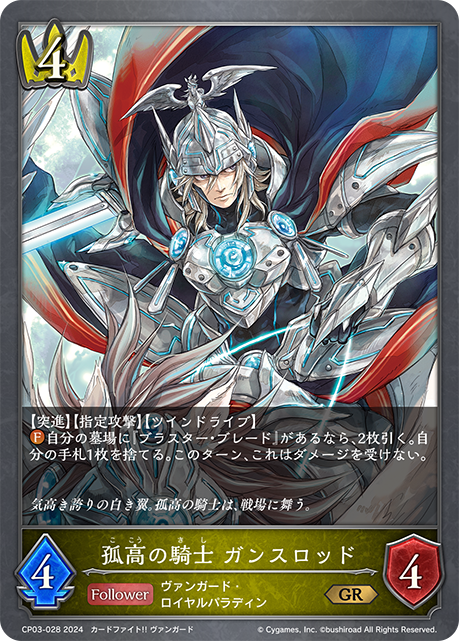 4
【突進】【指定攻撃】【ツインドライブ】
F 自分の墓場に『ブラスター・ブレード』があるなら、2枚引く。自
分の手札1枚を捨てる。このターン、これはダメージを受けない。
気高き誇りの白き翼。孤高の騎士は、戦場に舞う。
ここう きし
孤高の騎士 ガンスロッド
4
Follower
ヴァンガード・
ロイヤルパラディン
GR
4
CP03-028 2024 カードファイト!! ヴァンガード
© Cygames, Inc. ©bushiroad All Rights Reserved.